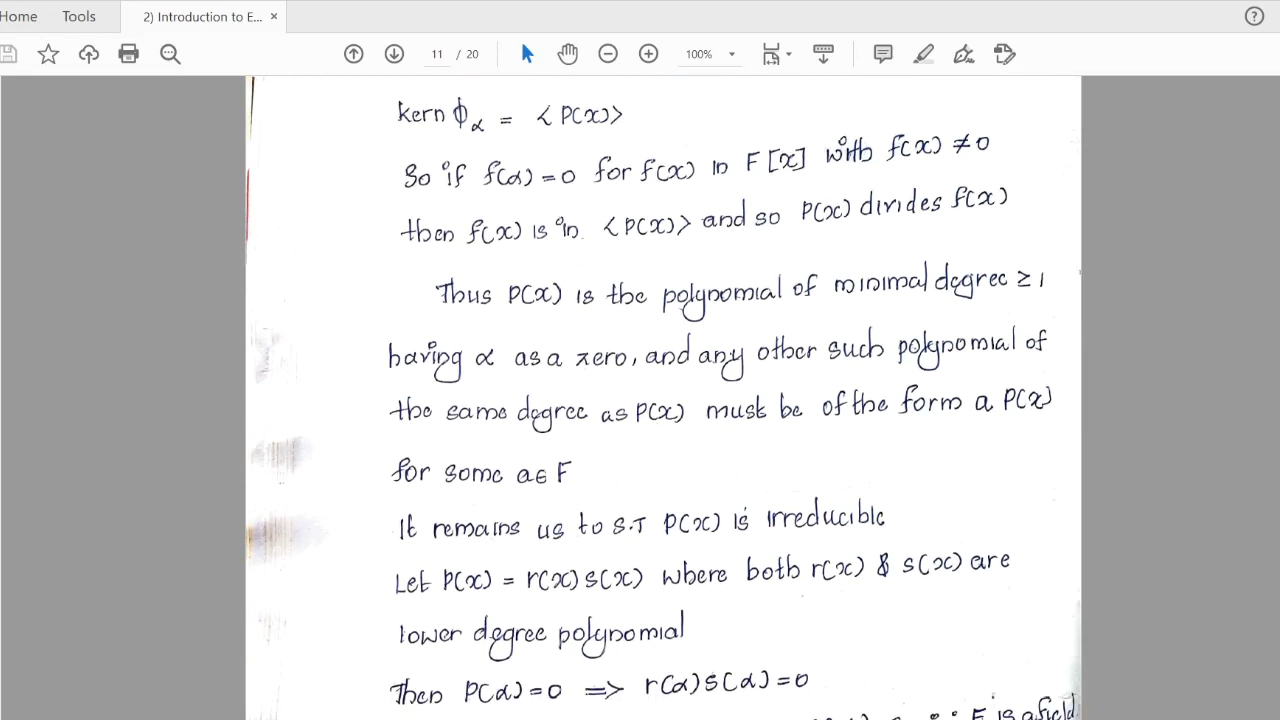 Home Tools 2) Introduction to E... ×
11 / 20 100%
kern ϕα = <P(x)>
So if f(α)=0 for f(x) in F[x] with f(x) ≠ 0
then f(x) is in <P(x)> and so P(x) divides f(x)
Thus P(x) is the polynomial of minimal degree ≥ 1
having α as a zero, and any other such polynomial of
the same degree as P(x) must be of the form a P(x)
for some a∈F
It remains us to S.T P(x) is irreducible
Let P(x) = r(x)s(x) where both r(x) & s(x) are
lower degree polynomial
Then P(α)=0 ⇒ r(α)s(α)=0
∵ E is a field